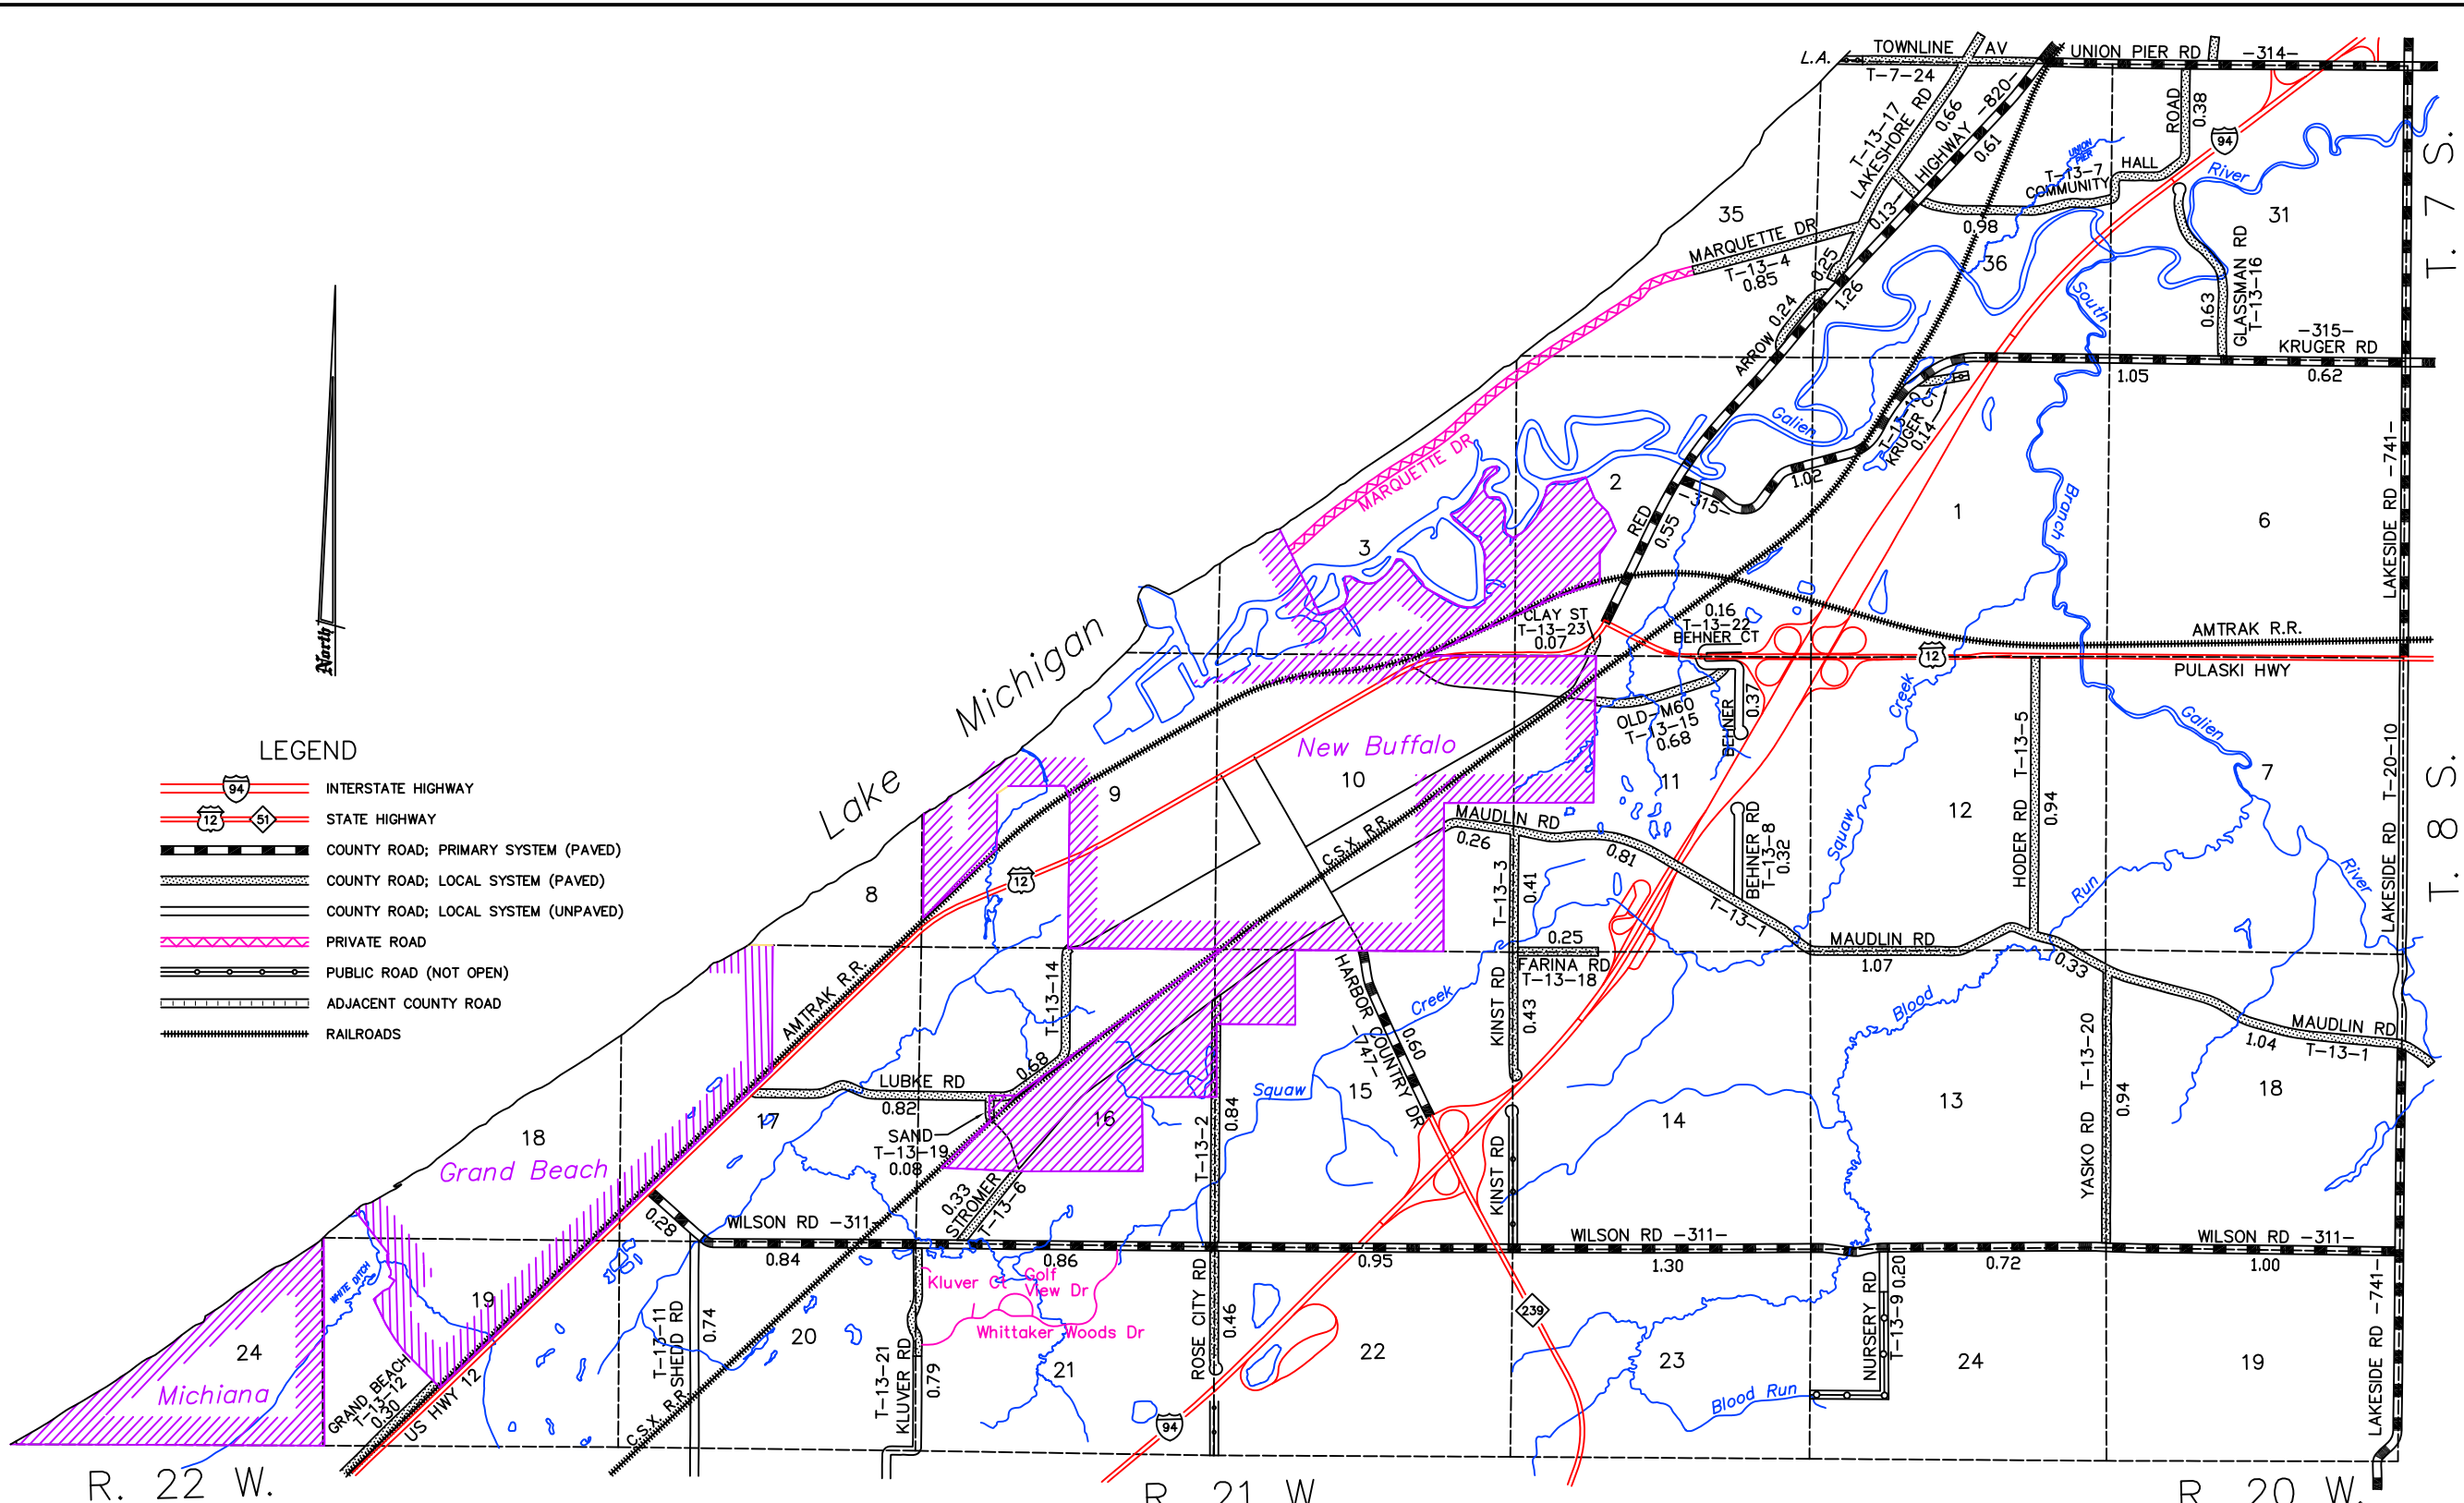 L.A.
TOWNLINE AV
T-7-24
UNION PIER RD -314-
T-13-17
LAKESHORE RD
0.66
HIGHWAY -820-
0.61
ROAD
0.38
94
UNION
PIER
T-13-7
COMMUNITY
HALL
River
T. 7 S.
35
0.13
0.98
36
31
MARQUETTE DR
T-13-4
0.85
0.25
1.26
ARROW 0.24
South
0.63
GLASSMAN RD
T-13-16
-315-
KRUGER RD
1.05
0.62
T-13-10
KRUGER CT
0.14
Galien
MARQUETTE DR
2
1.02
-315-
RED
0.55
1
Branch
6
LAKESIDE RD -741-
3
North
CLAY ST
T-13-23
0.07
0.16
T-13-22
BEHNER CT
12
AMTRAK R.R.
PULASKI HWY
Lake Michigan
New Buffalo
10
OLD-M60
T-13-15
0.68
BEHNER
0.37
11
Creek
Squaw
HODER RD T-13-5
0.94
12
Galien
7
River
LAKESIDE RD T-20-10
T. 8 S.
LEGEND
94 INTERSTATE HIGHWAY
12 51 STATE HIGHWAY
COUNTY ROAD; PRIMARY SYSTEM (PAVED)
COUNTY ROAD; LOCAL SYSTEM (PAVED)
COUNTY ROAD; LOCAL SYSTEM (UNPAVED)
PRIVATE ROAD
PUBLIC ROAD (NOT OPEN)
ADJACENT COUNTY ROAD
RAILROADS
9
8
12
C.S.X. R.R.
MAUDLIN RD
0.26
0.81
T-13-3
0.41
BEHNER RD
T-13-8
0.32
T-13-1
MAUDLIN RD
1.07
0.33
Run
Blood
0.25
FARINA RD
T-13-18
AMTRAK R.R.
T-13-14
0.68
HARBOR COUNTRY DR
-747-
0.60
Creek
KINST RD
0.43
MAUDLIN RD
1.04
T-13-1
T-13-20
YASKO RD
0.94
18
LUBKE RD
0.82
17
SAND
T-13-19
0.08
16
Squaw
15
14
13
18
Grand Beach
T-13-2
0.84
KINST RD
0.28
WILSON RD -311-
0.84
0.33
STROMER
T-13-6
0.86
0.95
WILSON RD -311-
1.30
0.72
WILSON RD -311-
1.00
WHITE DITCH
19
Kluver Ct
Golf
View Dr
Whittaker Woods Dr
ROSE CITY RD
0.46
239
NURSERY RD
T-13-9 0.20
24
Michiana
GRAND BEACH
T-13-12
0.30
US HWY 12
T-13-11
SHED RD
0.74
20
T-13-21
KLUVER RD
0.79
21
22
23
24
19
C.S.X. R.R.
94
Blood Run
LAKESIDE RD -741-
R. 22 W.
R. 21 W
R. 20 W.